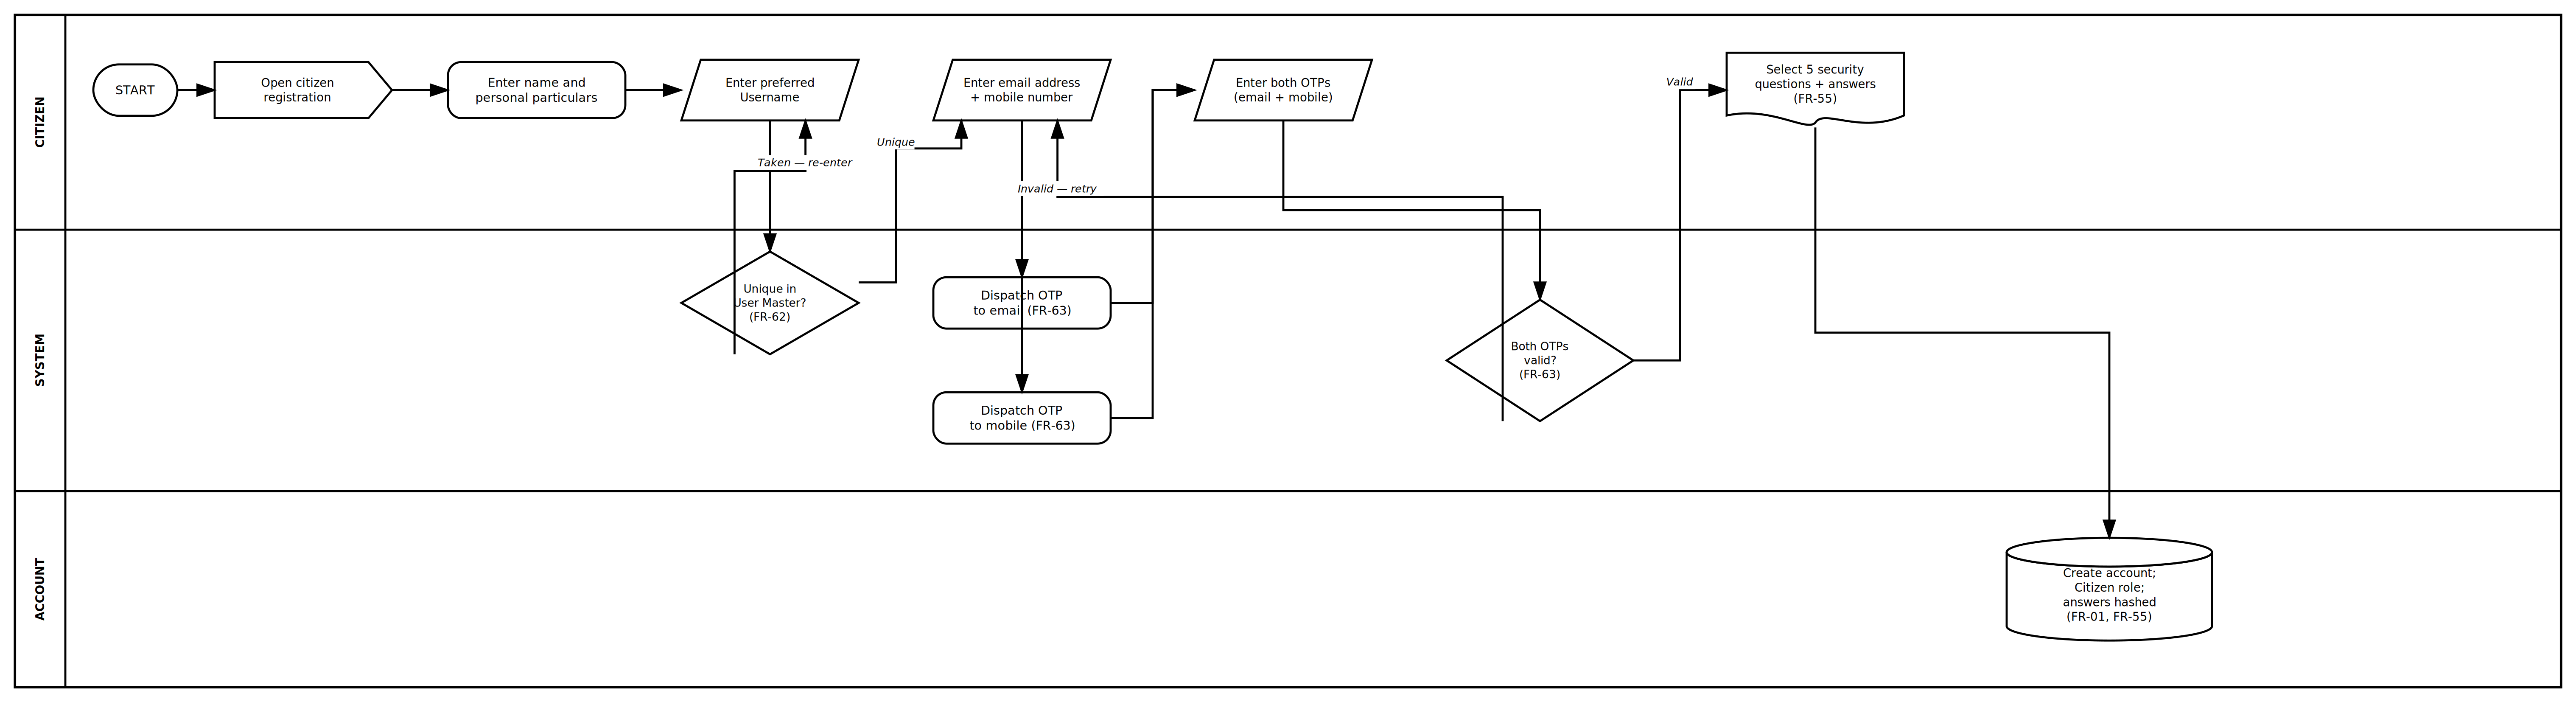 CITIZEN
START
Open citizen
registration
Enter name and
personal particulars
Enter preferred
Username
Enter email address
+ mobile number
Enter both OTPs
(email + mobile)
Valid
Select 5 security
questions + answers
(FR-55)
Unique
Taken — re-enter
Invalid — retry
SYSTEM
Unique in
User Master?
(FR-62)
Dispatch OTP
to email (FR-63)
Dispatch OTP
to mobile (FR-63)
Both OTPs
valid?
(FR-63)
ACCOUNT
Create account;
Citizen role;
answers hashed
(FR-01, FR-55)